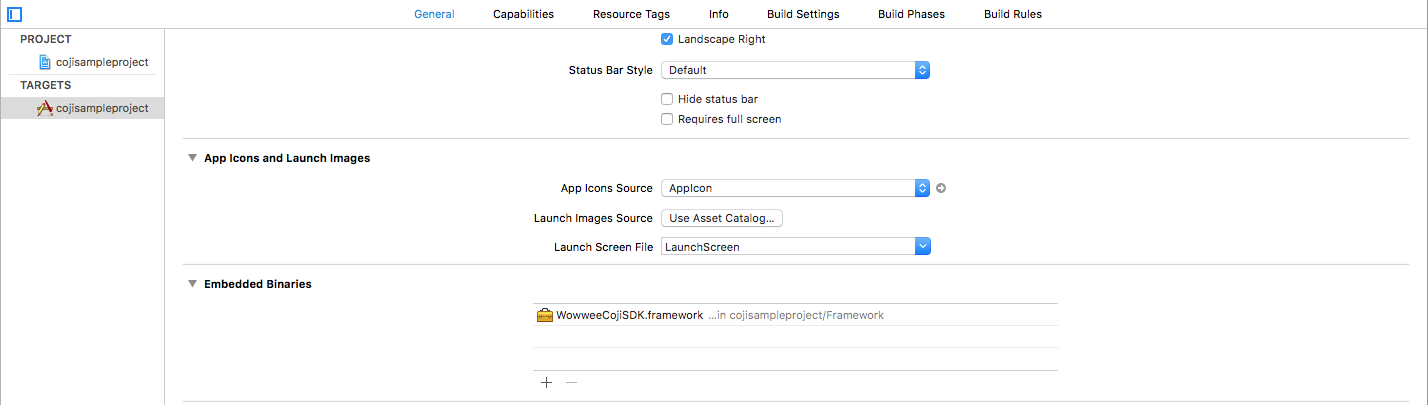 General Capabilities Resource Tags Info Build Settings Build Phases Build Rules
PROJECT
cojisampleproject
TARGETS
cojisampleproject
Landscape Right
Status Bar Style Default
Hide status bar
Requires full screen
App Icons and Launch Images
App Icons Source AppIcon
Launch Images Source Use Asset Catalog...
Launch Screen File LaunchScreen
Embedded Binaries
WowweeCojiSDK.framework ...in cojisampleproject/Framework